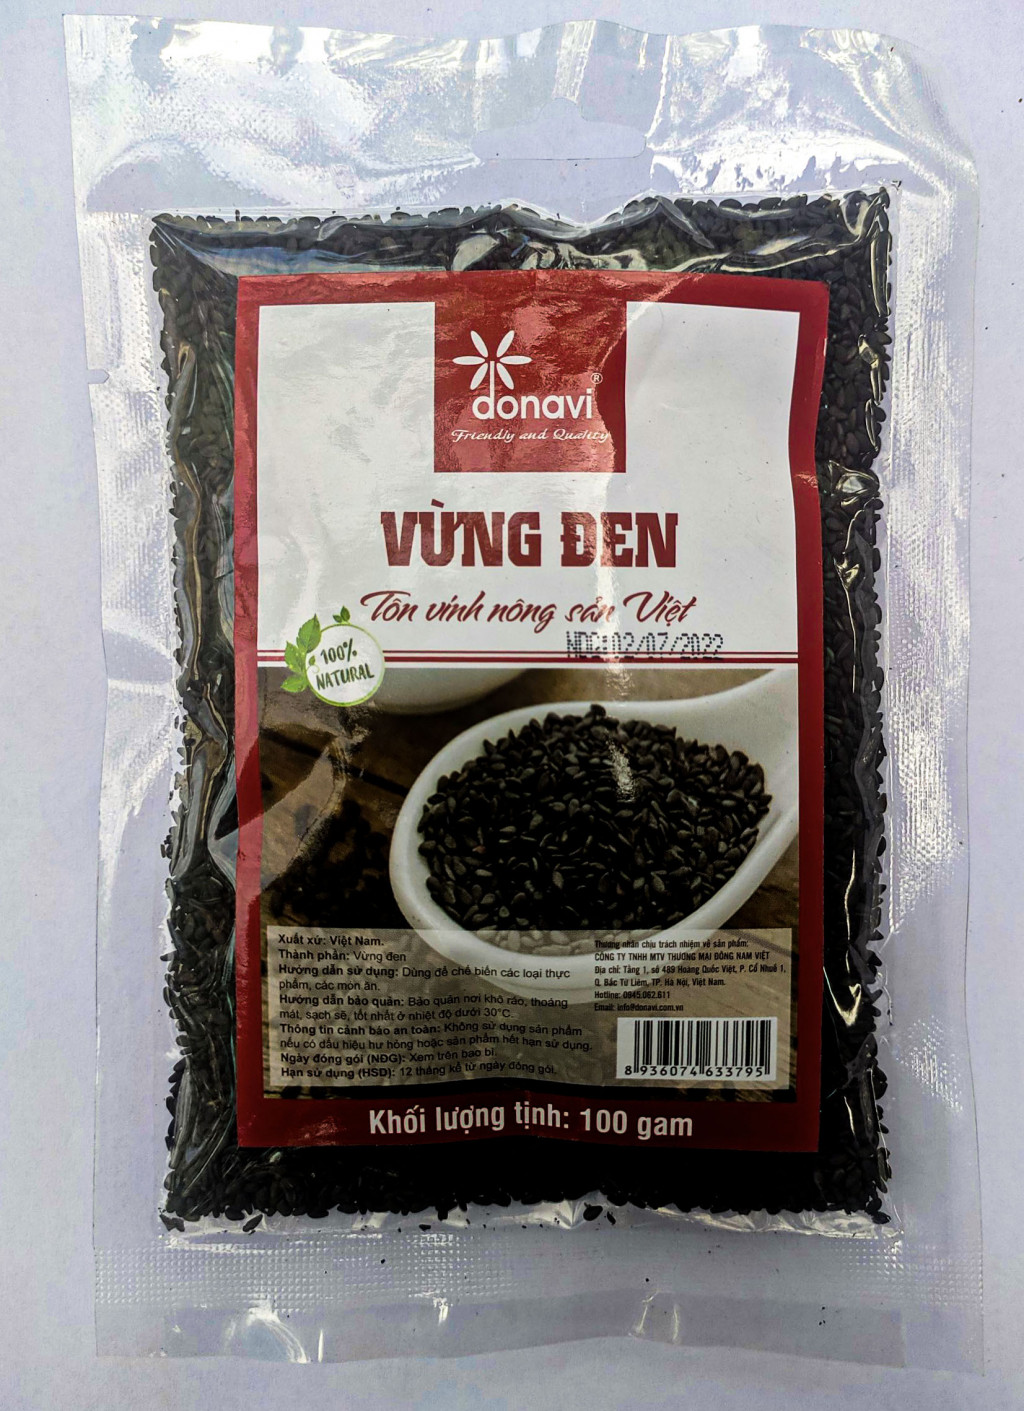 donavi®
Friendly and Quality
VỪNG ĐEN
Tôn vinh nông sản Việt
NDG:02/07/2022
100%
NATURAL
Xuất xứ: Việt Nam.
Thành phần: Vừng đen
Hướng dẫn sử dụng: Dùng để chế biến các loại thực
phẩm, các món ăn.
Hướng dẫn bảo quản: Bảo quản nơi khô ráo, thoáng
mát, sạch sẽ, tốt nhất ở nhiệt độ dưới 30°C.
Thông tin cảnh báo an toàn: Không sử dụng sản phẩm
nếu có dấu hiệu hư hỏng hoặc sản phẩm hết hạn sử dụng.
Ngày đóng gói (NĐG): Xem trên bao bì.
Hạn sử dụng (HSD): 12 tháng kể từ ngày đóng gói.
Thương nhân chịu trách nhiệm về sản phẩm:
CÔNG TY TNHH MTV THƯƠNG MẠI ĐÔNG NAM VIỆT
Địa chỉ: Tầng 1, số 489 Hoàng Quốc Việt, P. Cổ Nhuế 1,
Q. Bắc Từ Liêm, TP. Hà Nội, Việt Nam.
Hotline: 0945.062.611
Email: info@donavi.com.vn
8 936074 633795
Khối lượng tịnh: 100 gam